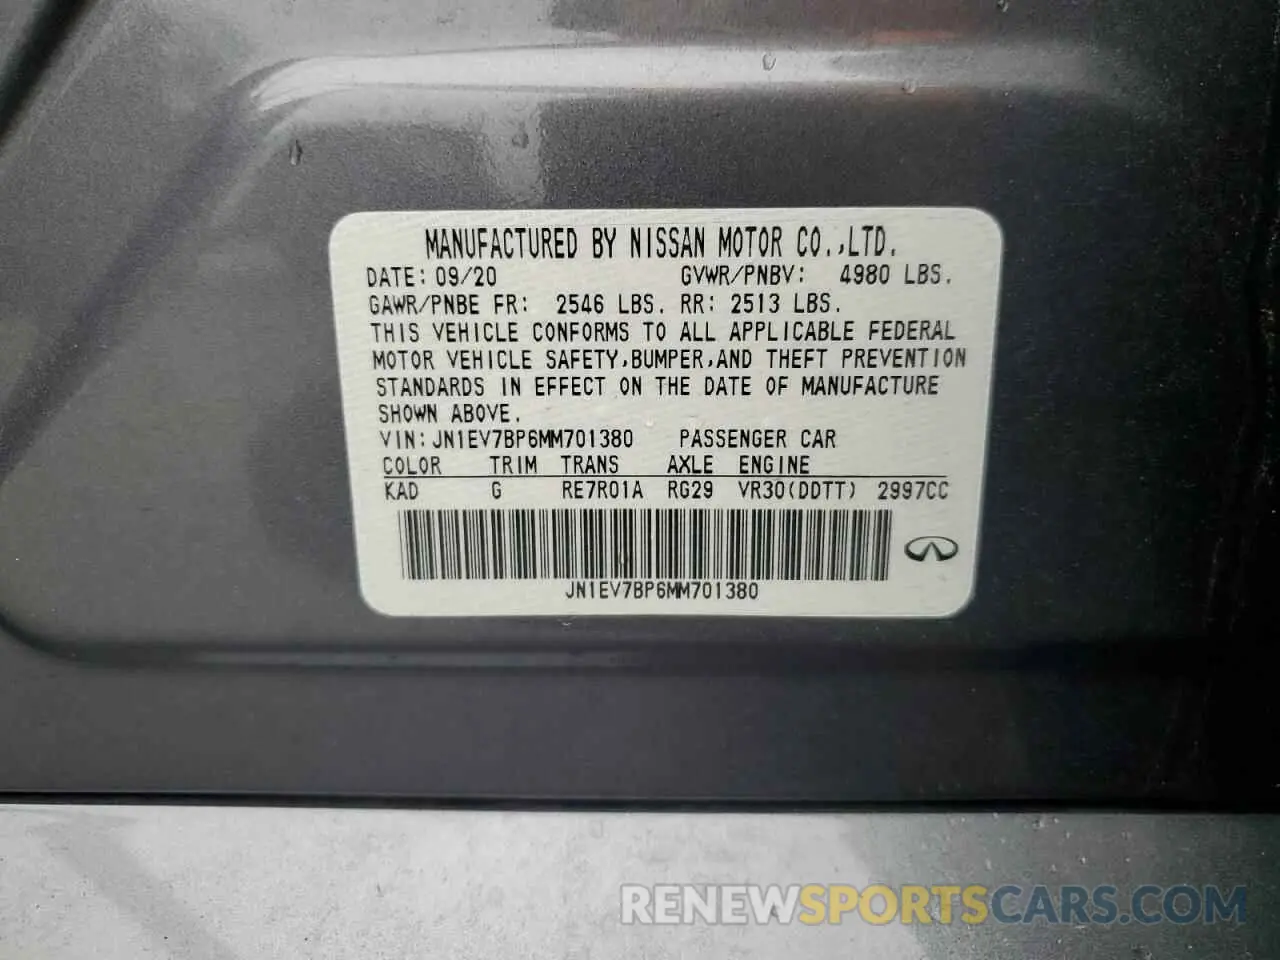 MANUFACTURED BY NISSAN MOTOR CO.,LTD.
DATE: 09/20 GVWR/PNBV: 4980 LBS.
GAWR/PNBE FR: 2546 LBS. RR: 2513 LBS.
THIS VEHICLE CONFORMS TO ALL APPLICABLE FEDERAL
MOTOR VEHICLE SAFETY,BUMPER,AND THEFT PREVENTION
STANDARDS IN EFFECT ON THE DATE OF MANUFACTURE
SHOWN ABOVE.
VIN: JN1EV7BP6MM701380 PASSENGER CAR
COLOR TRIM TRANS AXLE ENGINE
KAD G RE7R01A RG29 VR30(DDTT) 2997CC
JN1EV7BP6MM701380
RENEWSPORTSCARS.COM